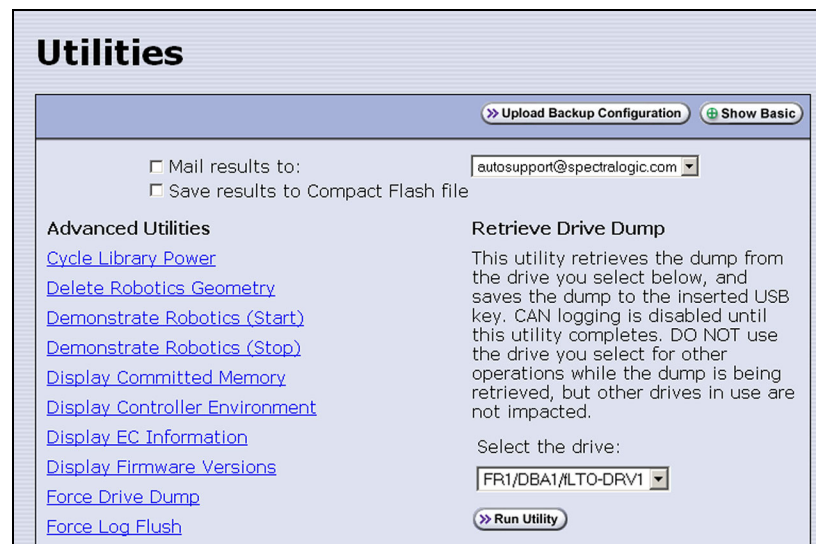 Utilities
Upload Backup Configuration
Show Basic
Mail results to:
autosupport@spectralogic.com
Save results to Compact Flash file
Advanced Utilities
Cycle Library Power
Delete Robotics Geometry
Demonstrate Robotics (Start)
Demonstrate Robotics (Stop)
Display Committed Memory
Display Controller Environment
Display EC Information
Display Firmware Versions
Force Drive Dump
Force Log Flush
Retrieve Drive Dump
This utility retrieves the dump from
the drive you select below, and
saves the dump to the inserted USB
key. CAN logging is disabled until
this utility completes. DO NOT use
the drive you select for other
operations while the dump is being
retrieved, but other drives in use are
not impacted.
Select the drive:
FR1/DBA1/fLTO-DRV1
Run Utility